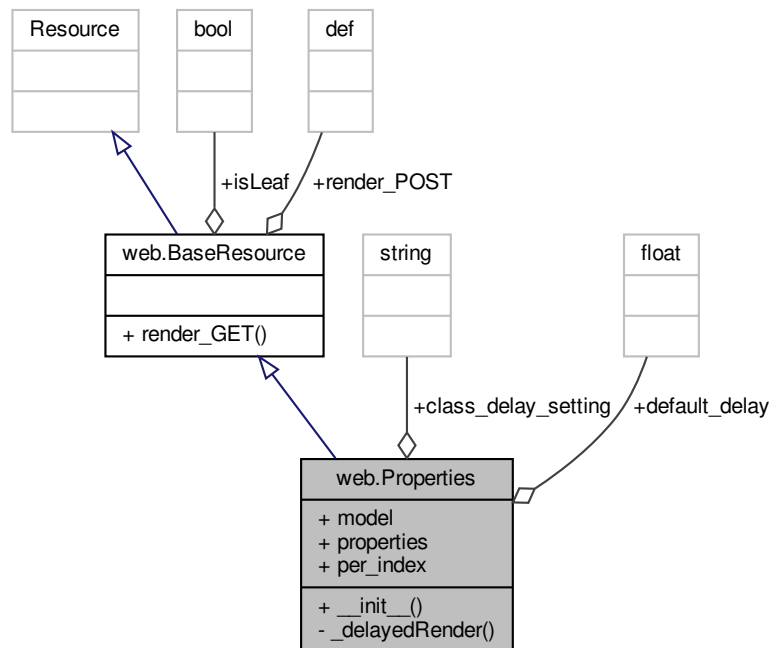 Resource
bool
def
+isLeaf
+render_POST
web.BaseResource
+ render_GET()
string
float
+class_delay_setting
+default_delay
web.Properties
+ model
+ properties
+ per_index
+ __init__()
- _delayedRender()